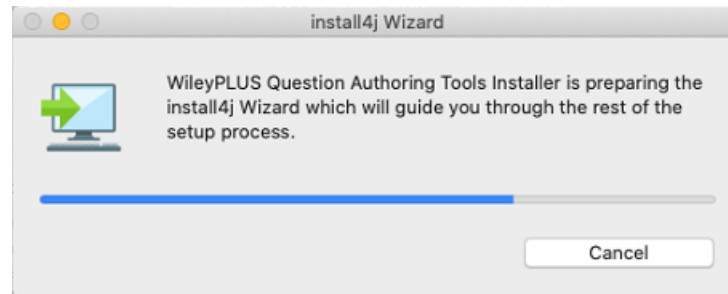 install4j Wizard
WileyPLUS Question Authoring Tools Installer is preparing the
install4j Wizard which will guide you through the rest of the
setup process.
Cancel